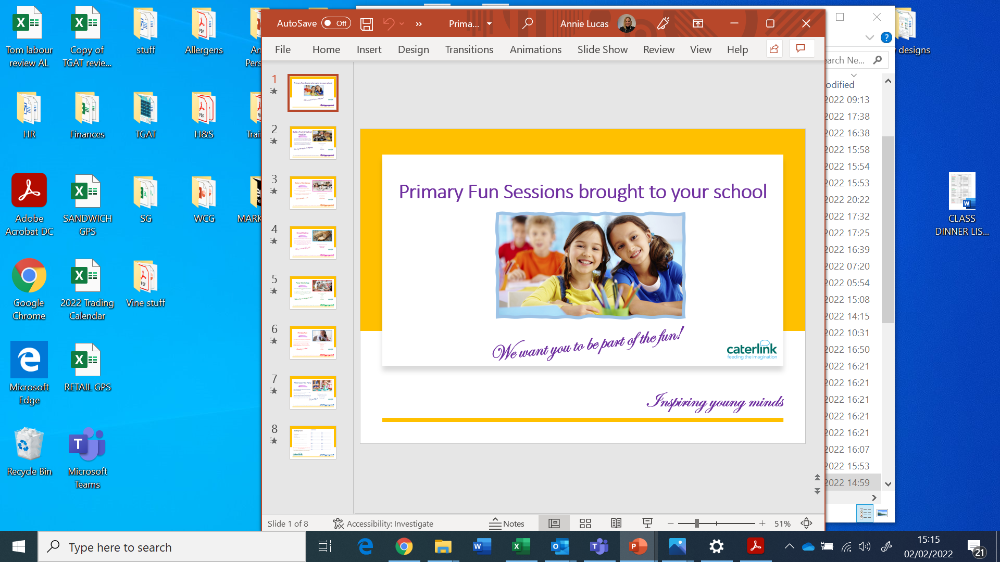 Tom labour
review AL
Copy of
TGAT revie...
stuff
Allergens
HR
Finances
TGAT
H&S
Adobe
Acrobat DC
SANDWICH
GPS
SG
WCG
Google
Chrome
2022 Trading
Calendar
Vine stuff
Microsoft
Edge
RETAIL GPS
Recycle Bin
Microsoft
Teams
AutoSave Off
Prima...
Annie Lucas
File Home Insert Design Transitions Animations Slide Show Review View Help
1
2
3
4
5
6
7
8
Primary Fun Sessions brought to your school
We want you to be part of the fun!
caterlink
feeding the imagination
Inspiring young minds
Slide 1 of 8
Accessibility: Investigate
Notes
51%
earch Ne...
odified
2022 09:13
2022 17:38
2022 16:38
2022 15:58
2022 15:54
2022 15:53
2022 20:22
2022 17:32
2022 17:25
2022 16:39
2022 07:20
2022 05:54
2022 15:08
2022 14:15
2022 10:31
2022 16:50
2022 16:21
2022 16:21
2022 16:21
2022 16:21
2022 16:21
2022 16:07
2022 15:53
2022 14:59
designs
CLASS
DINNER LIS...
Type here to search
15:15
02/02/2022
21